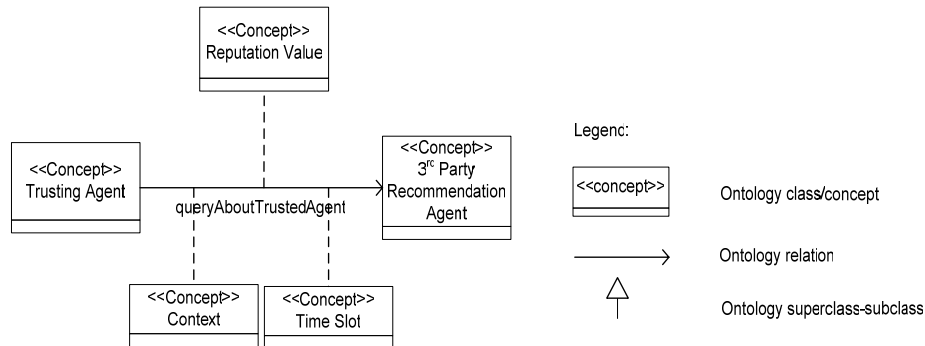 <<Concept>>
Reputation Value
<<Concept>>
Trusting Agent
queryAboutTrustedAgent
<<Concept>>
3rc Party
Recommendation
Agent
<<Concept>>
Context
<<Concept>>
Time Slot
Legend:
<<concept>>
Ontology class/concept
Ontology relation
Ontology superclass-subclass